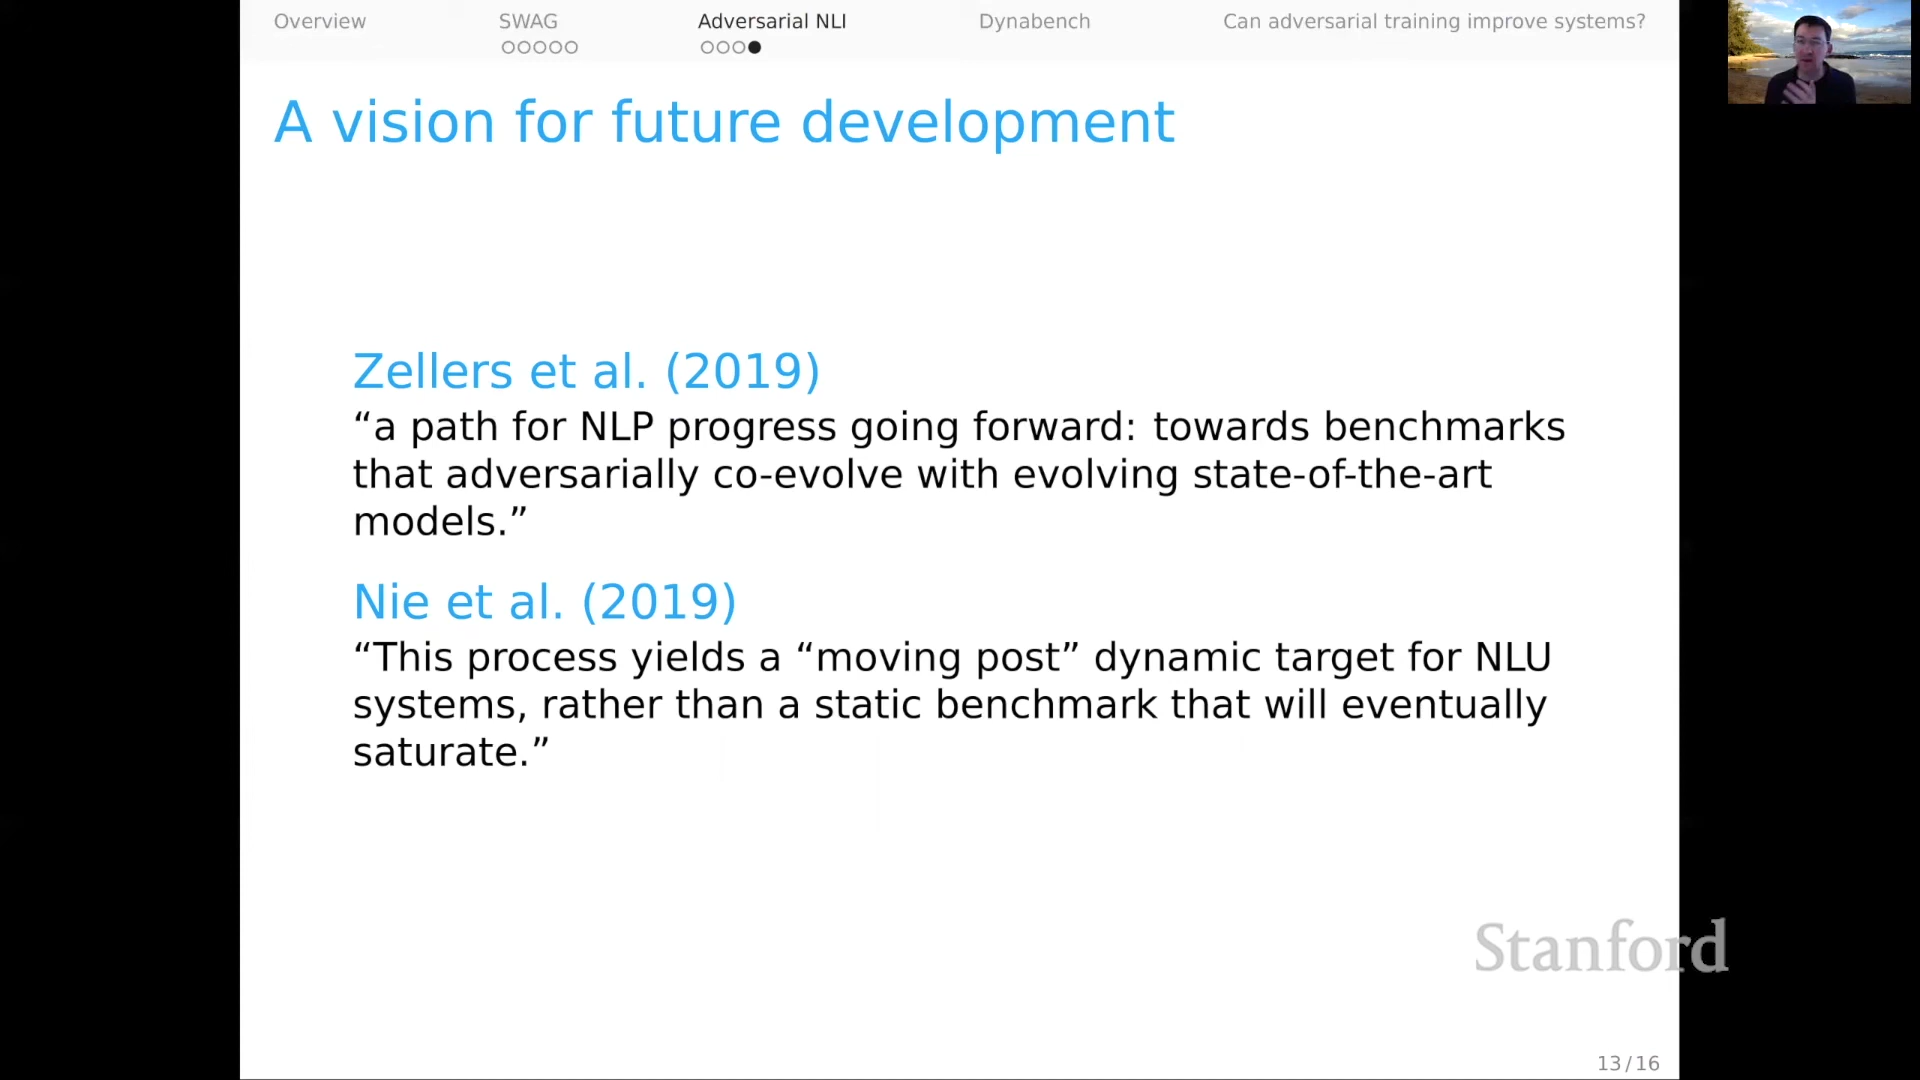 Overview SWAG Adversarial NLI Dynabench Can adversarial training improve systems?
A vision for future development
Zellers et al. (2019)
“a path for NLP progress going forward: towards benchmarks
that adversarially co-evolve with evolving state-of-the-art
models.”
Nie et al. (2019)
“This process yields a “moving post” dynamic target for NLU
systems, rather than a static benchmark that will eventually
saturate.”
Stanford
13/16